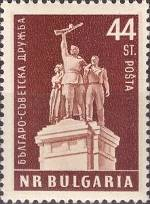 44
ST. POSTA
БЪЛГАРО-СЪВЕТСКА ДРУЖБА
NR BULGARIA